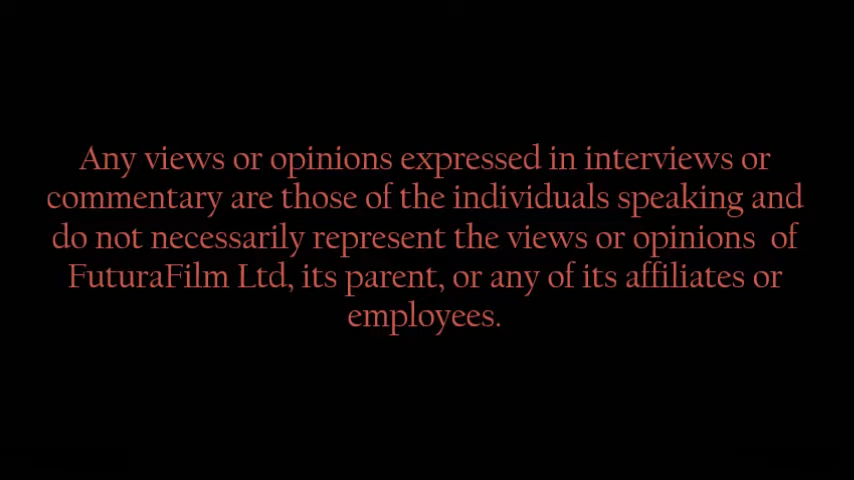 Any views or opinions expressed in interviews or
commentary are those of the individuals speaking and
do not necessarily represent the views or opinions  of
FuturaFilm Ltd, its parent, or any of its affiliates or
employees.